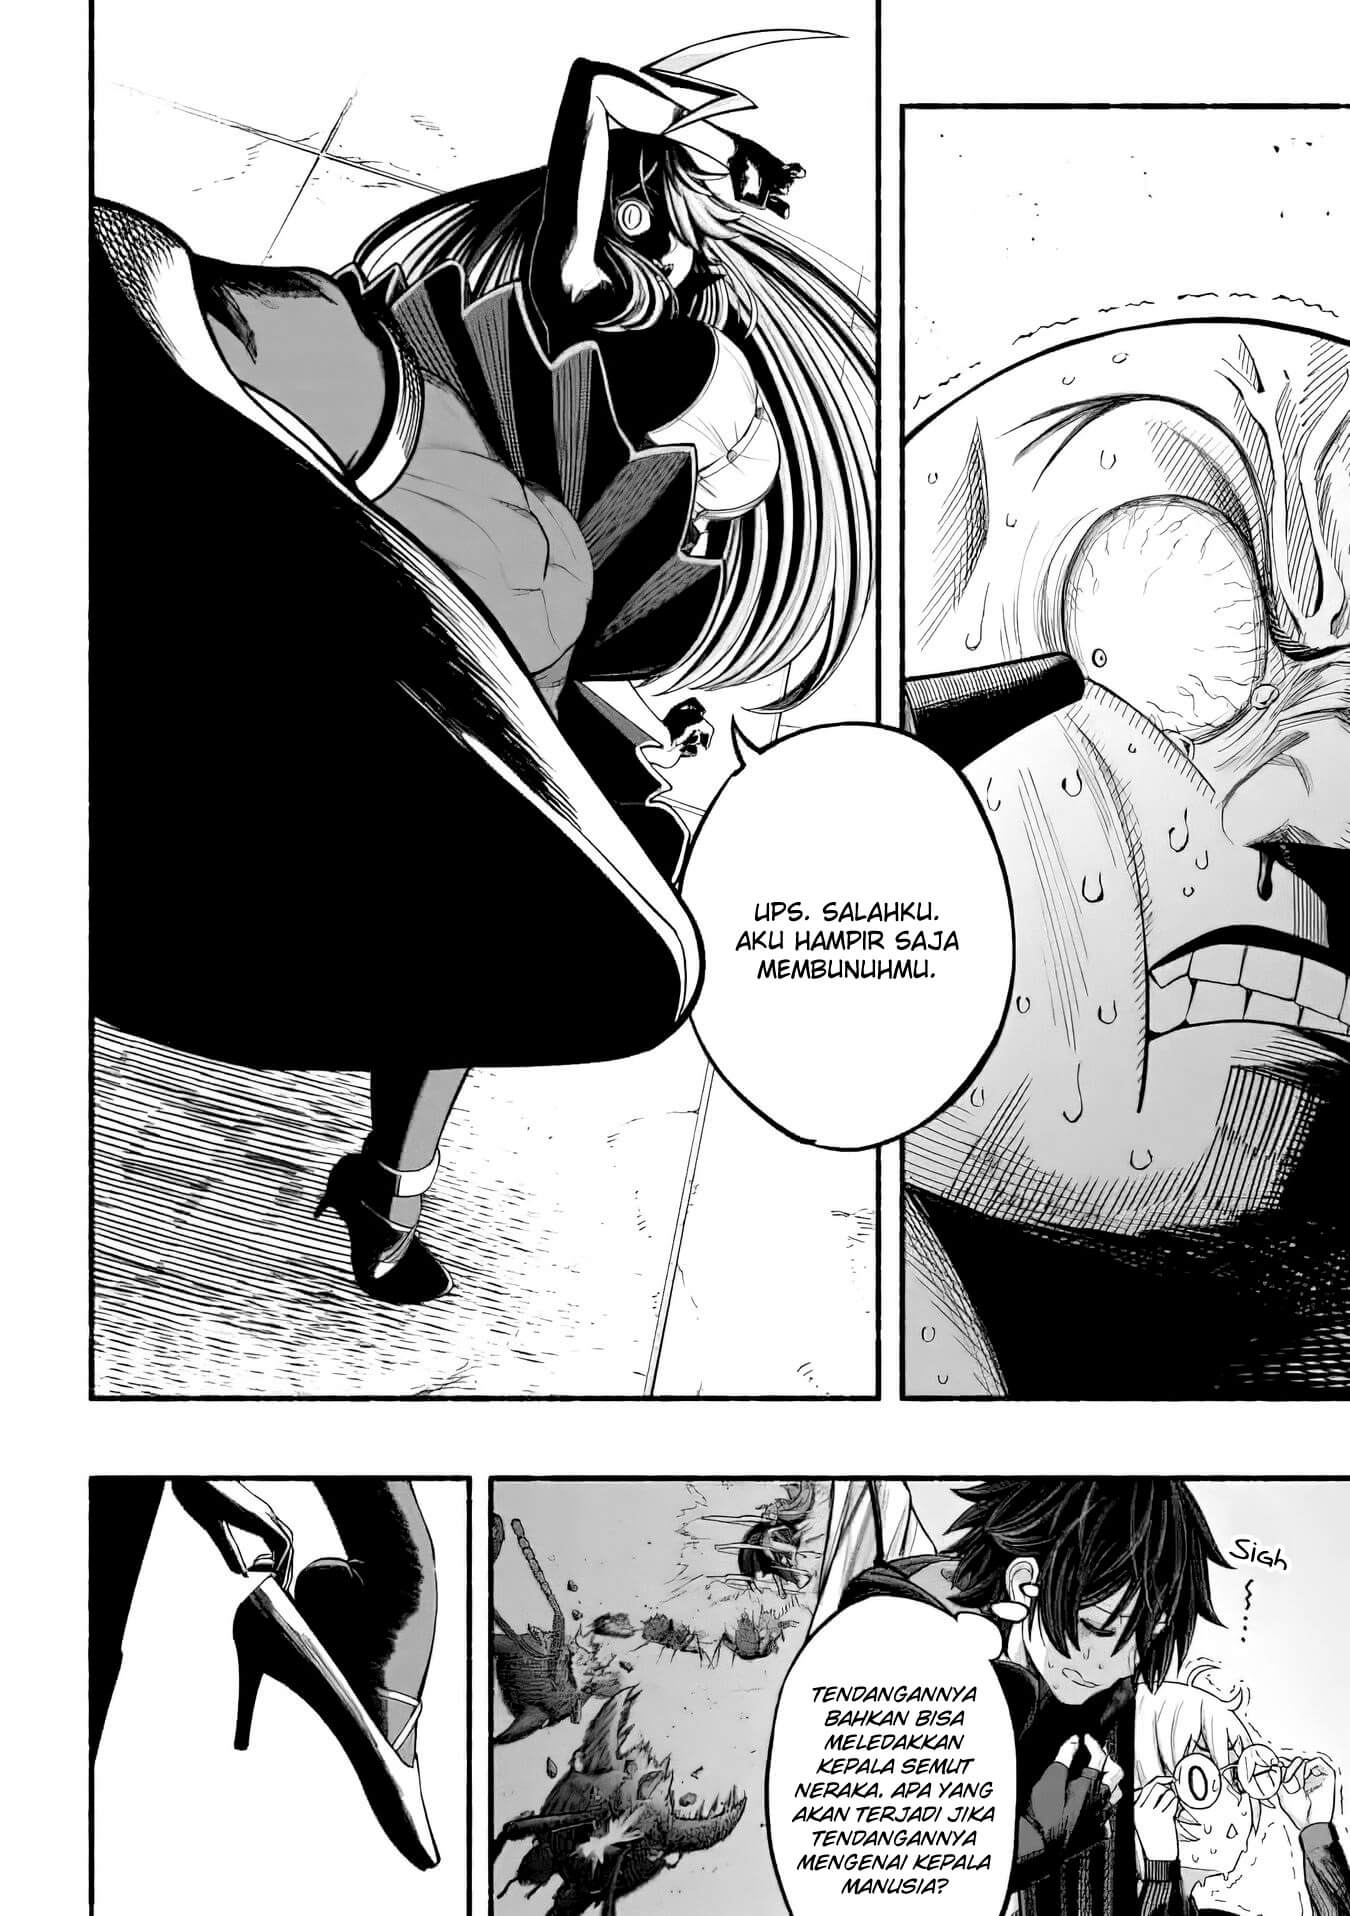 UPS. SALAHKU.
AKU HAMPIR SAJA
MEMBUNUHMU.
Sigh
TENDANGANNYA
BAHKAN BISA
MELEDAKKAN
KEPALA SEMUT
NERAKA. APA YANG
AKAN TERJADI JIKA
TENDANGANNYA
MENGENAI KEPALA
MANUSIA?